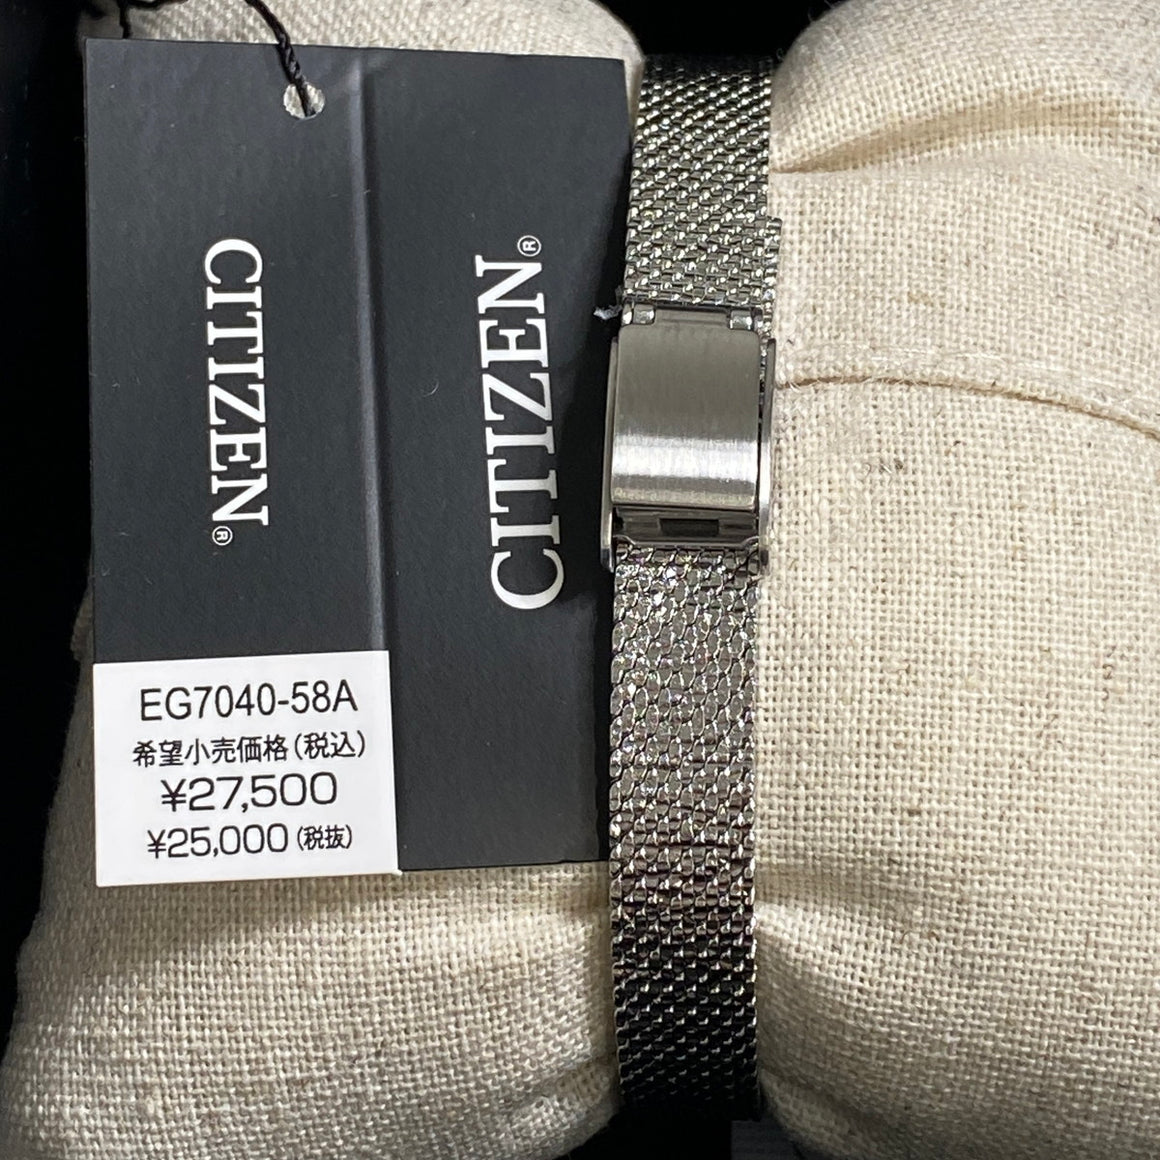 CITIZEN®
CITIZEN®
EG7040-58A
希望小売価格(税込)
¥27,500
¥25,000(税抜)